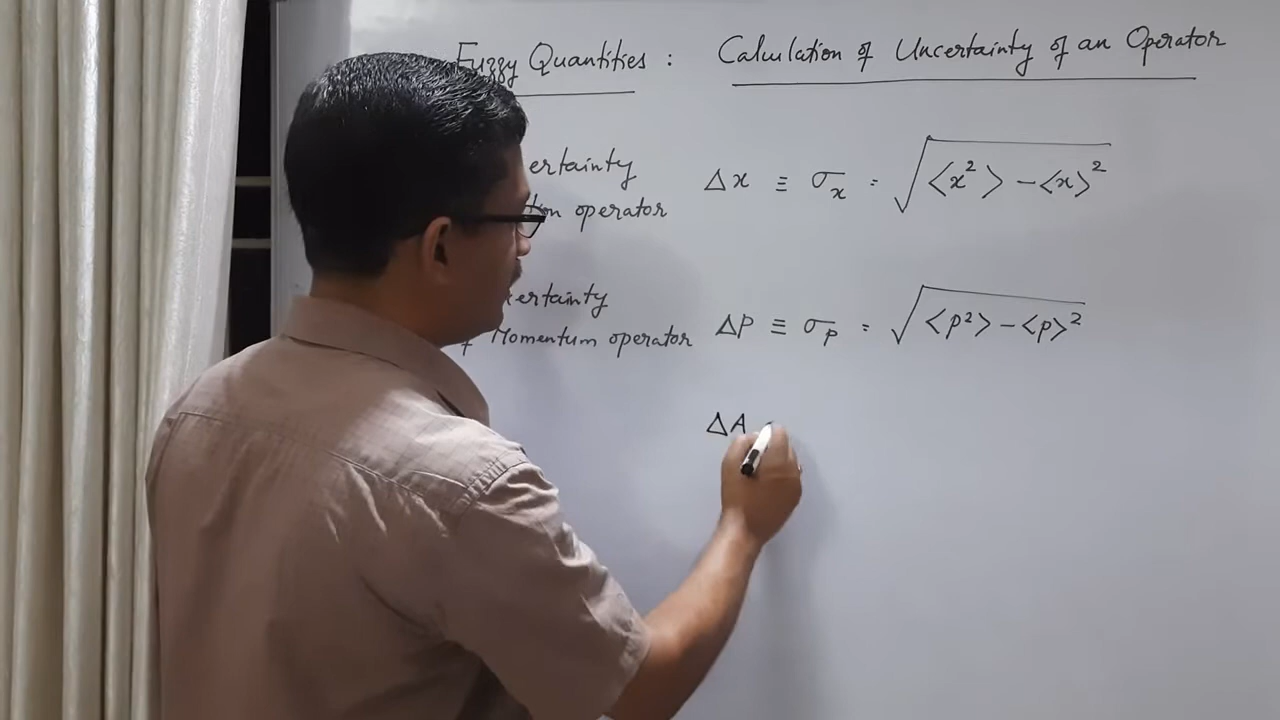 Fuzzy Quantities : Calculation of Uncertainty of an Operator
ertainty Δx ≡ σₓ = √(⟨x²⟩ − ⟨x⟩²)
operator
ertainty
Momentum operator Δp ≡ σₚ = √(⟨p²⟩ − ⟨p⟩²)
ΔA